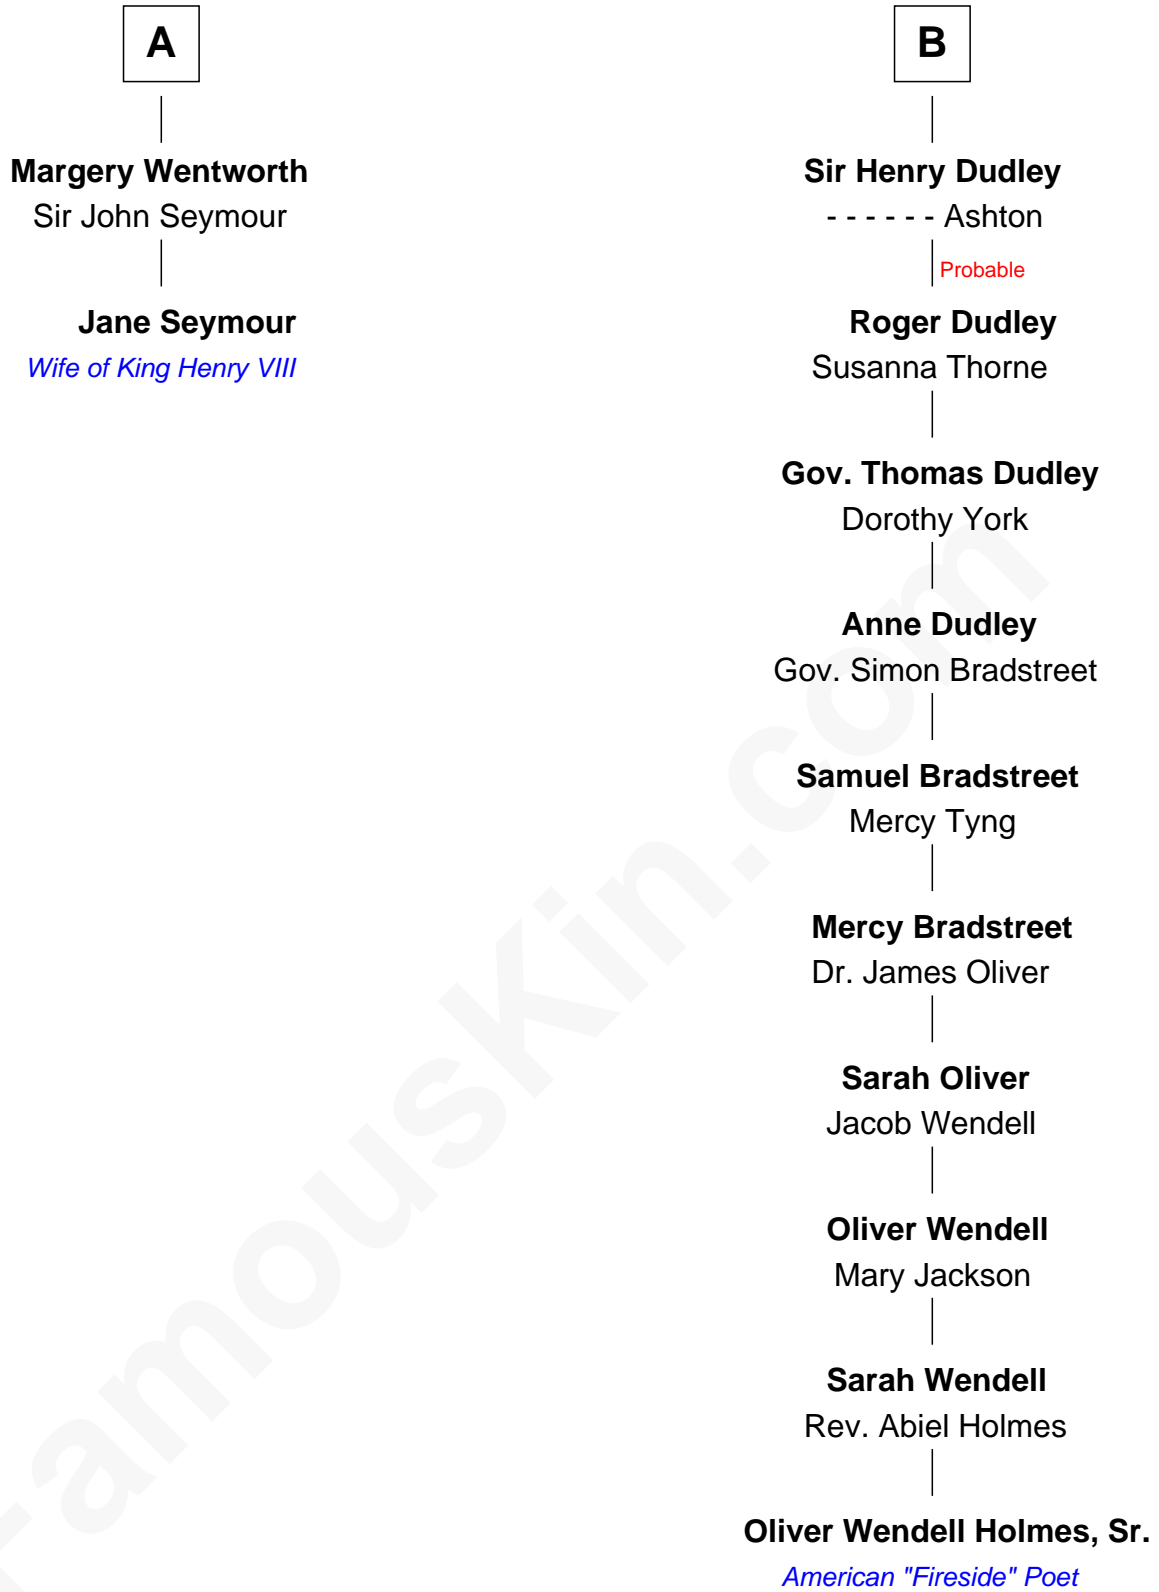 A
Margery Wentworth
Sir John Seymour
Jane Seymour
Wife of King Henry VIII
B
Sir Henry Dudley
- - - - - - Ashton
Probable
Roger Dudley
Susanna Thorne
Gov. Thomas Dudley
Dorothy York
Anne Dudley
Gov. Simon Bradstreet
Samuel Bradstreet
Mercy Tyng
Mercy Bradstreet
Dr. James Oliver
Sarah Oliver
Jacob Wendell
Oliver Wendell
Mary Jackson
Sarah Wendell
Rev. Abiel Holmes
Oliver Wendell Holmes, Sr.
American "Fireside" Poet
FamousKin.com